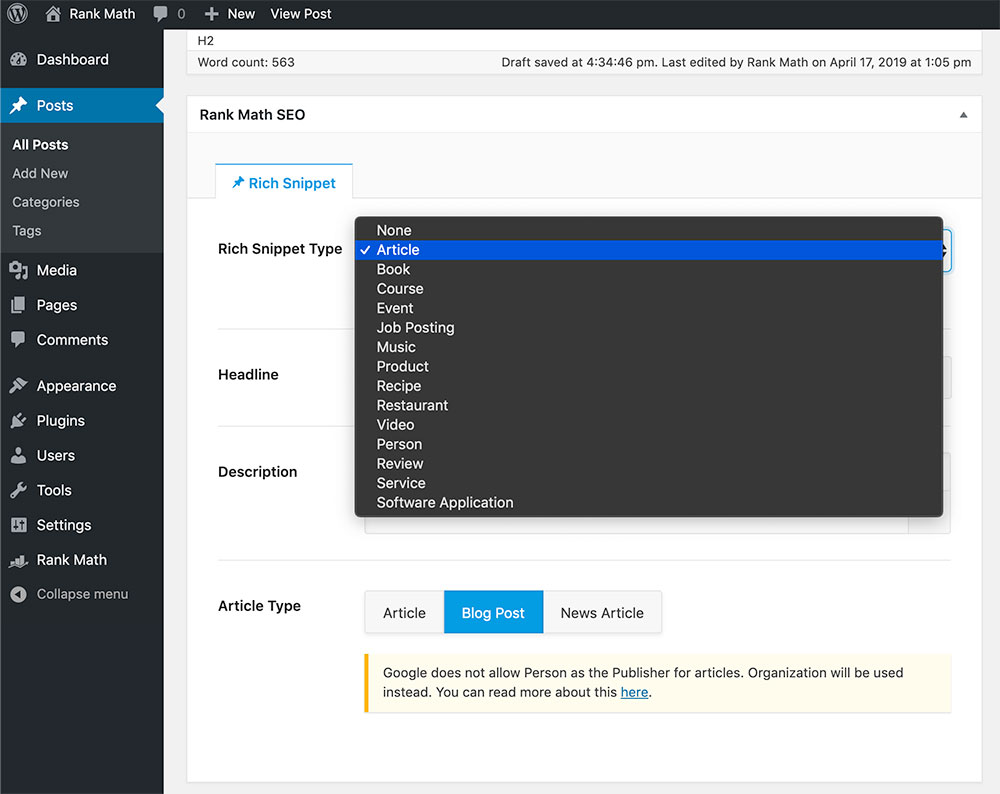 Rank Math 0 New View Post
Dashboard
Posts
All Posts
Add New
Categories
Tags
Media
Pages
Comments
Appearance
Plugins
Users
Tools
Settings
Rank Math
Collapse menu
H2
Word count: 563 Draft saved at 4:34:46 pm. Last edited by Rank Math on April 17, 2019 at 1:05 pm
Rank Math SEO
Rich Snippet
Rich Snippet Type
None
✓ Article
Book
Course
Event
Job Posting
Music
Product
Recipe
Restaurant
Video
Person
Review
Service
Software Application
Headline
Description
Article Type
Article Blog Post News Article
Google does not allow Person as the Publisher for articles. Organization will be used
instead. You can read more about this here.